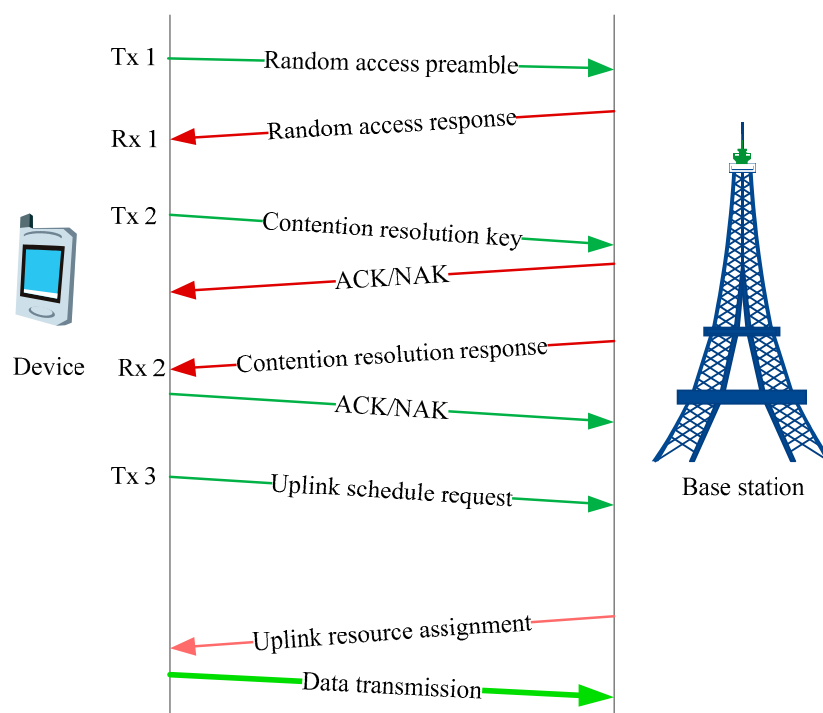 Tx 1
Random access preamble
Random access response
Rx 1
Tx 2
Contention resolution key
ACK/NAK
Contention resolution response
Device
Rx 2
ACK/NAK
Tx 3
Uplink schedule request
Base station
Uplink resource assignment
Data transmission